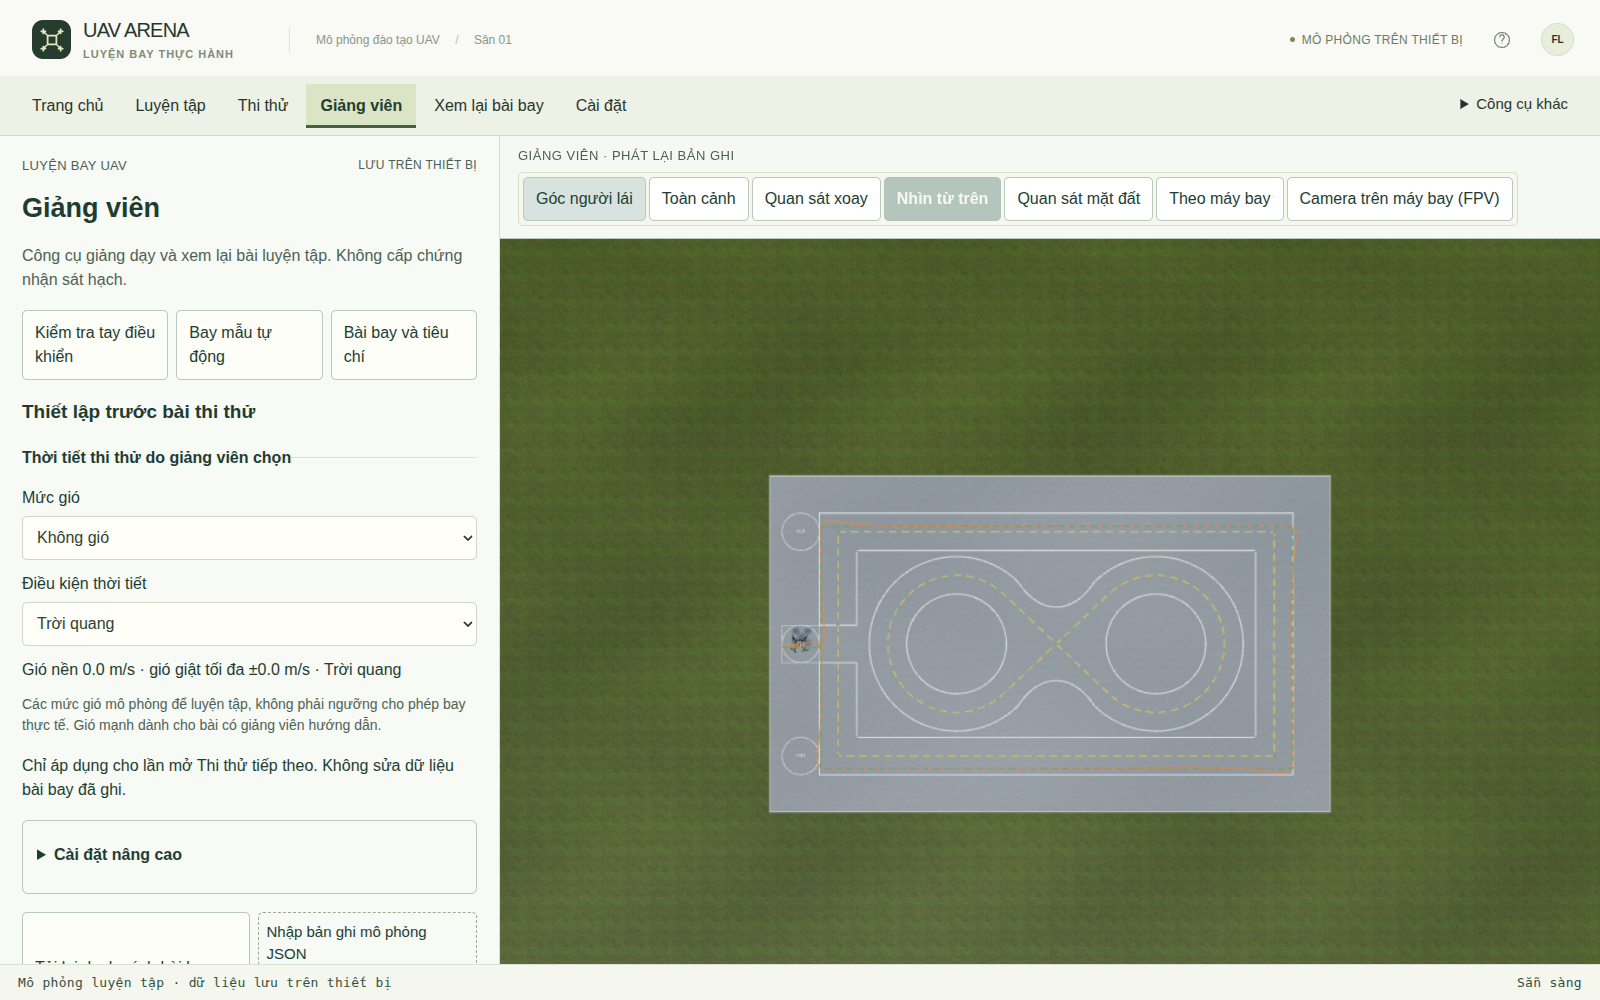 UAV ARENA
LUYỆN BAY THỰC HÀNH
Mô phỏng đào tạo UAV / Sân 01
MÔ PHỎNG TRÊN THIẾT BỊ
FL
Trang chủ
Luyện tập
Thi thử
Giảng viên
Xem lại bài bay
Cài đặt
Công cụ khác
LUYỆN BAY UAV
LƯU TRÊN THIẾT BỊ
Giảng viên
Công cụ giảng dạy và xem lại bài luyện tập. Không cấp chứng
nhận sát hạch.
Kiểm tra tay điều
khiển
Bay mẫu tự
động
Bài bay và tiêu
chí
Thiết lập trước bài thi thử
Thời tiết thi thử do giảng viên chọn
Mức gió
Không gió
Điều kiện thời tiết
Trời quang
Gió nền 0.0 m/s · gió giật tối đa ±0.0 m/s · Trời quang
Các mức gió mô phỏng để luyện tập, không phải ngưỡng cho phép bay
thực tế. Gió mạnh dành cho bài có giảng viên hướng dẫn.
Chỉ áp dụng cho lần mở Thi thử tiếp theo. Không sửa dữ liệu
bài bay đã ghi.
Cài đặt nâng cao
Nhập bản ghi mô phỏng
JSON
GIẢNG VIÊN · PHÁT LẠI BẢN GHI
Góc người lái
Toàn cảnh
Quan sát xoay
Nhìn từ trên
Quan sát mặt đất
Theo máy bay
Camera trên máy bay (FPV)
Mô phỏng luyện tập · dữ liệu lưu trên thiết bị
Sẵn sàng